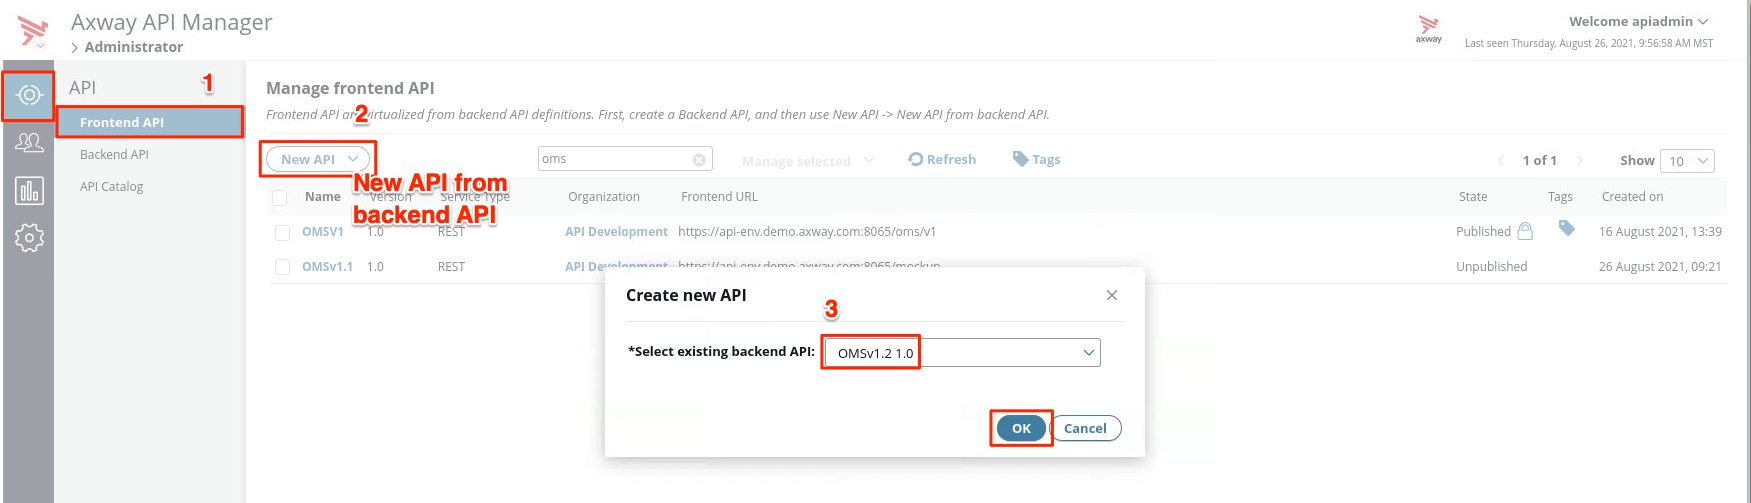 Axway API Manager
Administrator
axway
Welcome apiadmin
Last seen Thursday, August 26, 2021, 9:56:58 AM MST
API
1
Frontend API
Backend API
API Catalog
Manage frontend API
2
Frontend API are virtualized from backend API definitions. First, create a Backend API, and then use New API -> New API from backend API.
New API
oms
Manage selected
Refresh
Tags
1 of 1
Show 10
New API from
backend API
Name Version Service Type Organization Frontend URL State Tags Created on
OMSV1 1.0 REST API Development https://api-env.demo.axway.com:8065/oms/v1 Published 16 August 2021, 13:39
OMSv1.1 1.0 REST API Development https://api-env.demo.axway.com:8065/mockup Unpublished 26 August 2021, 09:21
Create new API
3
*Select existing backend API: OMSv1.2 1.0
OK Cancel